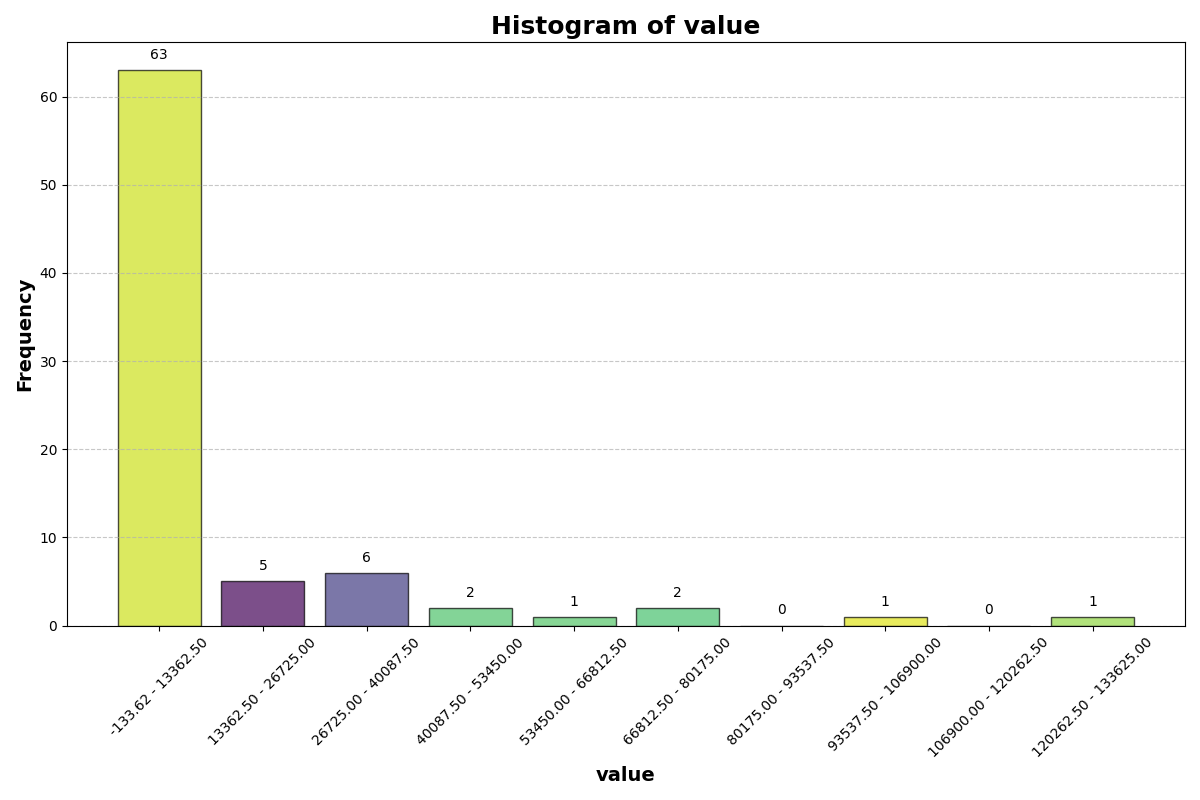 Histogram of value
Frequency
60
50
40
30
20
10
0
63
5
6
2
1
2
0
1
0
1
-133.62 - 13362.50
13362.50 - 26725.00
26725.00 - 40087.50
40087.50 - 53450.00
53450.00 - 66812.50
66812.50 - 80175.00
80175.00 - 93537.50
93537.50 - 106900.00
106900.00 - 120262.50
120262.50 - 133625.00
value